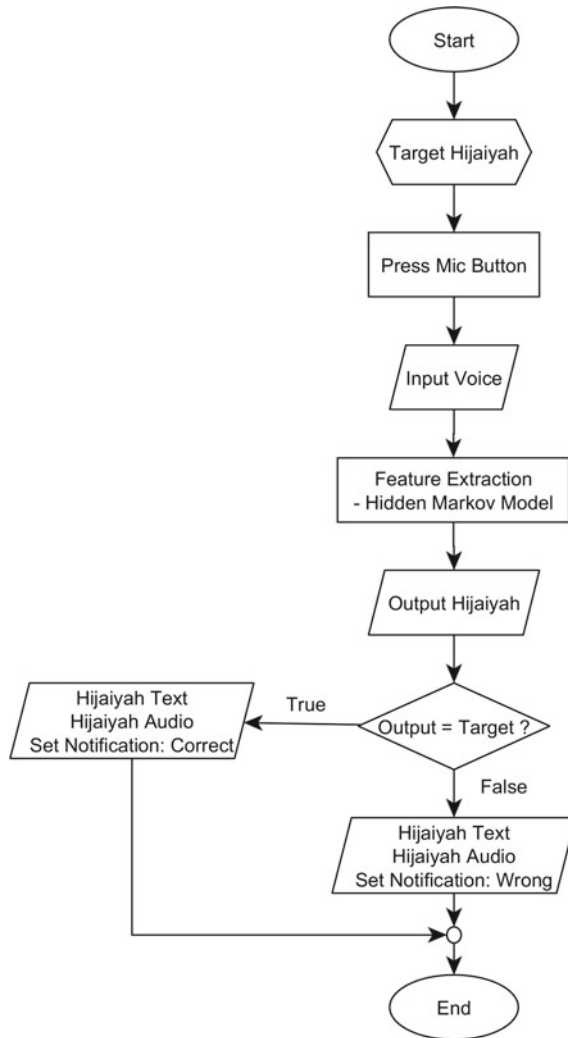 Start
Target Hijaiyah
Press Mic Button
Input Voice
Feature Extraction
- Hidden Markov Model
Output Hijaiyah
Output = Target ?
True
Hijaiyah Text
Hijaiyah Audio
Set Notification: Correct
False
Hijaiyah Text
Hijaiyah Audio
Set Notification: Wrong
End